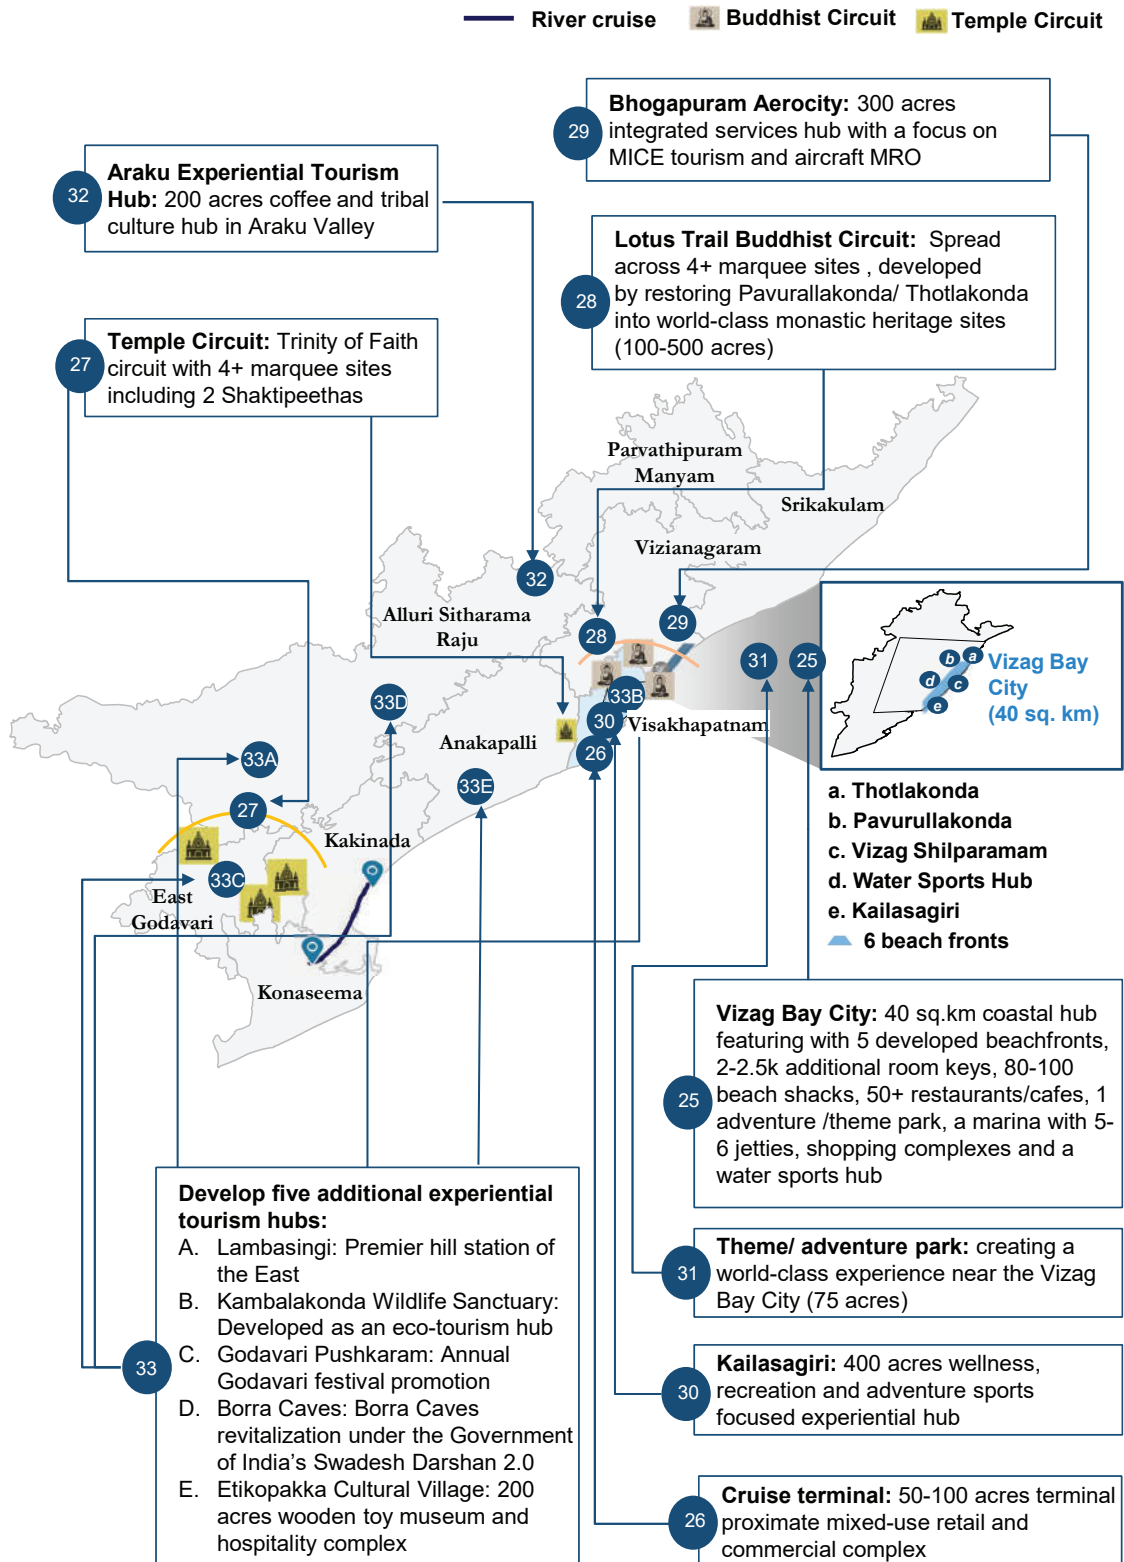 River cruise
Buddhist Circuit
Temple Circuit
29
Bhogapuram Aerocity: 300 acres
integrated services hub with a focus on
MICE tourism and aircraft MRO
32
Araku Experiential Tourism
Hub: 200 acres coffee and tribal
culture hub in Araku Valley
28
Lotus Trail Buddhist Circuit: Spread
across 4+ marquee sites , developed
by restoring Pavurallakonda/ Thotlakonda
into world-class monastic heritage sites
(100-500 acres)
27
Temple Circuit: Trinity of Faith
circuit with 4+ marquee sites
including 2 Shaktipeethas
Parvathipuram
Manyam
Srikakulam
Vizianagaram
32
Alluri Sitharama
Raju
28
29
31
25
33B
33D
30
Visakhapatnam
Anakapalli
26
33A
33E
27
Kakinada
33C
East
Godavari
Konaseema
a
b
c
d
e
Vizag Bay
City
(40 sq. km)
a. Thotlakonda
b. Pavurullakonda
c. Vizag Shilparamam
d. Water Sports Hub
e. Kailasagiri
6 beach fronts
25
Vizag Bay City: 40 sq.km coastal hub
featuring with 5 developed beachfronts,
2-2.5k additional room keys, 80-100
beach shacks, 50+ restaurants/cafes, 1
adventure /theme park, a marina with 5-
6 jetties, shopping complexes and a
water sports hub
33
Develop five additional experiential
tourism hubs:
A. Lambasingi: Premier hill station of
the East
B. Kambalakonda Wildlife Sanctuary:
Developed as an eco-tourism hub
C. Godavari Pushkaram: Annual
Godavari festival promotion
D. Borra Caves: Borra Caves
revitalization under the Government
of India's Swadesh Darshan 2.0
E. Etikopakka Cultural Village: 200
acres wooden toy museum and
hospitality complex
31
Theme/ adventure park: creating a
world-class experience near the Vizag
Bay City (75 acres)
30
Kailasagiri: 400 acres wellness,
recreation and adventure sports
focused experiential hub
26
Cruise terminal: 50-100 acres terminal
proximate mixed-use retail and
commercial complex